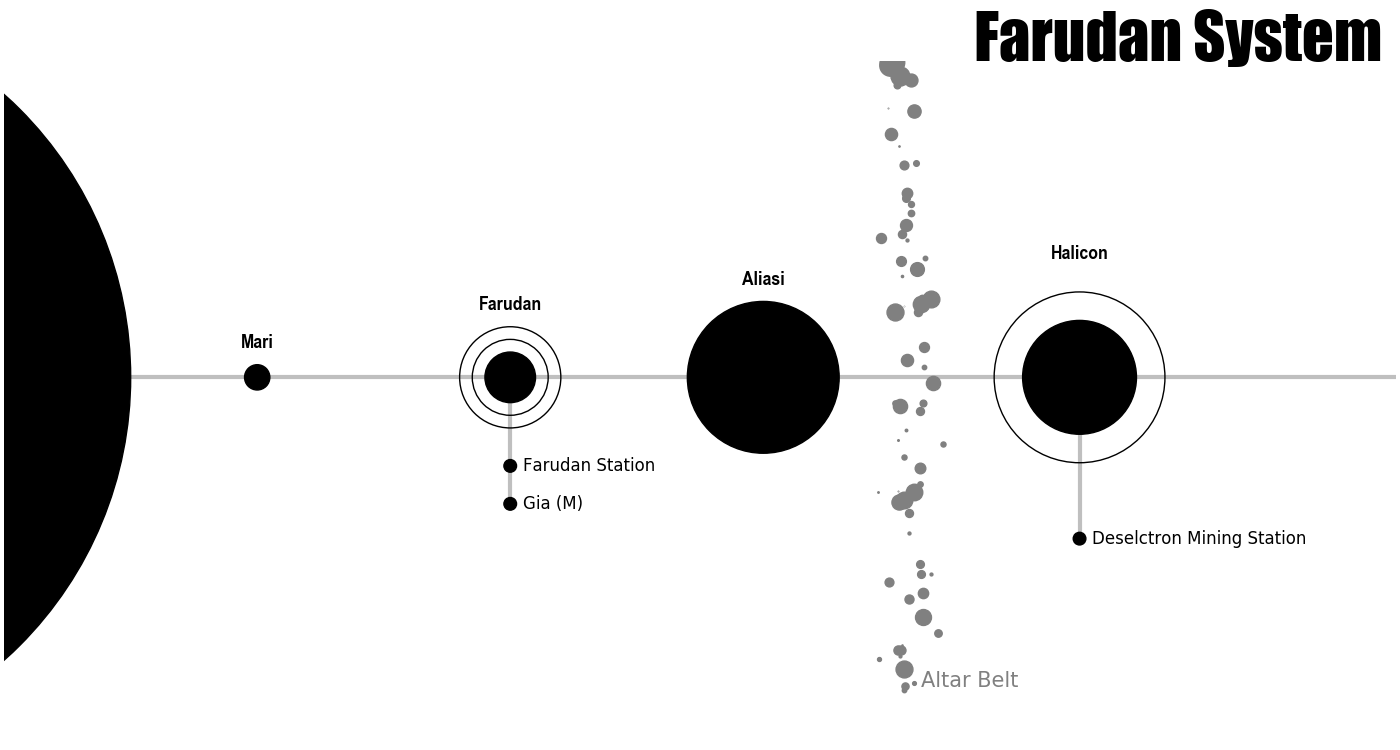 Farudan System
Mari
Farudan
Farudan Station
Gia (M)
Aliasi
Altar Belt
Halicon
Deselctron Mining Station